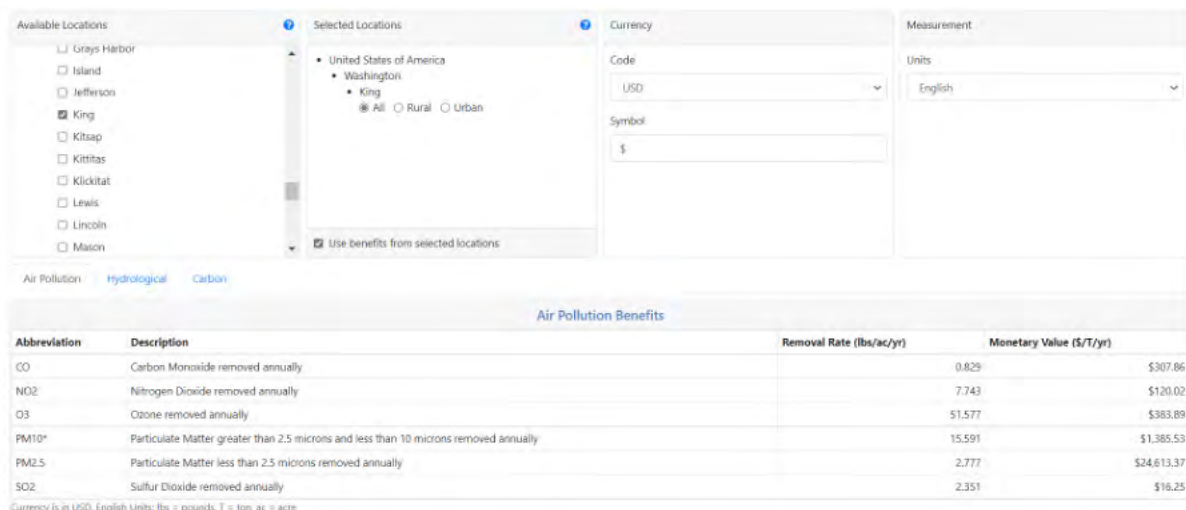 Available Locations
Selected Locations
Currency
Measurement
Grays Harbor
Island
Jefferson
King
Kitsap
Kittitas
Klickitat
Lewis
Lincoln
Mason
United States of America
Washington
King
All Rural Urban
Use benefits from selected locations
Code
USD
Symbol
$
Units
English
Air Pollution Hydrological Carbon
Air Pollution Benefits
Abbreviation Description Removal Rate (lbs/ac/yr) Monetary Value ($/T/yr)
CO Carbon Monoxide removed annually 0.829 $307.86
NO2 Nitrogen Dioxide removed annually 7.743 $120.02
O3 Ozone removed annually 51.577 $383.89
PM10* Particulate Matter greater than 2.5 microns and less than 10 microns removed annually 15.591 $1,385.53
PM2.5 Particulate Matter less than 2.5 microns removed annually 2.777 $24,613.37
SO2 Sulfur Dioxide removed annually 2.351 $16.25
Currency is in USD. English Units: lbs = pounds, T = ton, ac = acre